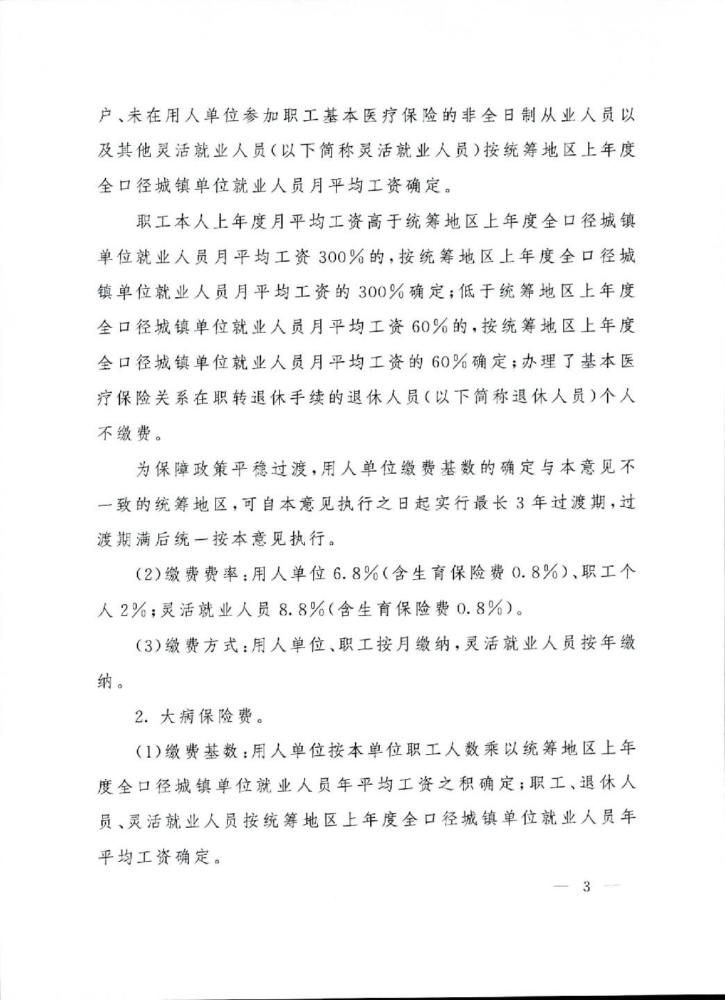 户、未在用人单位参加职工基本医疗保险的非全日制从业人员以
及其他灵活就业人员(以下简称灵活就业人员)按统筹地区上年度
全口径城镇单位就业人员月平均工资确定。
职工本人上年度月平均工资高于统筹地区上年度全口径城镇
单位就业人员月平均工资 300%的,按统筹地区上年度全口径城
镇单位就业人员月平均工资的 300%确定;低于统筹地区上年度
全口径城镇单位就业人员月平均工资 60%的,按统筹地区上年度
全口径城镇单位就业人员月平均工资的 60%确定;办理了基本医
疗保险关系在职转退休手续的退休人员(以下简称退休人员)个人
不缴费。
为保障政策平稳过渡,用人单位缴费基数的确定与本意见不
一致的统筹地区,可自本意见执行之日起实行最长 3 年过渡期,过
渡期满后统一按本意见执行。
(2)缴费费率:用人单位 6.8%(含生育保险费 0.8%)、职工个
人 2%;灵活就业人员 8.8%(含生育保险费 0.8%)。
(3)缴费方式:用人单位、职工按月缴纳,灵活就业人员按年缴
纳。
2. 大病保险费。
(1)缴费基数:用人单位按本单位职工人数乘以统筹地区上年
度全口径城镇单位就业人员年平均工资之积确定;职工、退休人
员、灵活就业人员按统筹地区上年度全口径城镇单位就业人员年
平均工资确定。
— 3 —